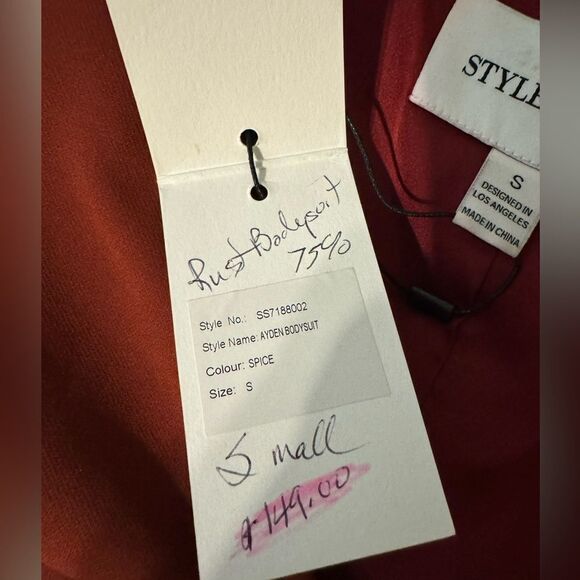 STYLE
S
DESIGNED IN
LOS ANGELES
MADE IN CHINA
Rust Bodysuit
75%
Style No.: SS7188002
Style Name: AYDEN BODYSUIT
Colour: SPICE
Size: S
Small
$149.00